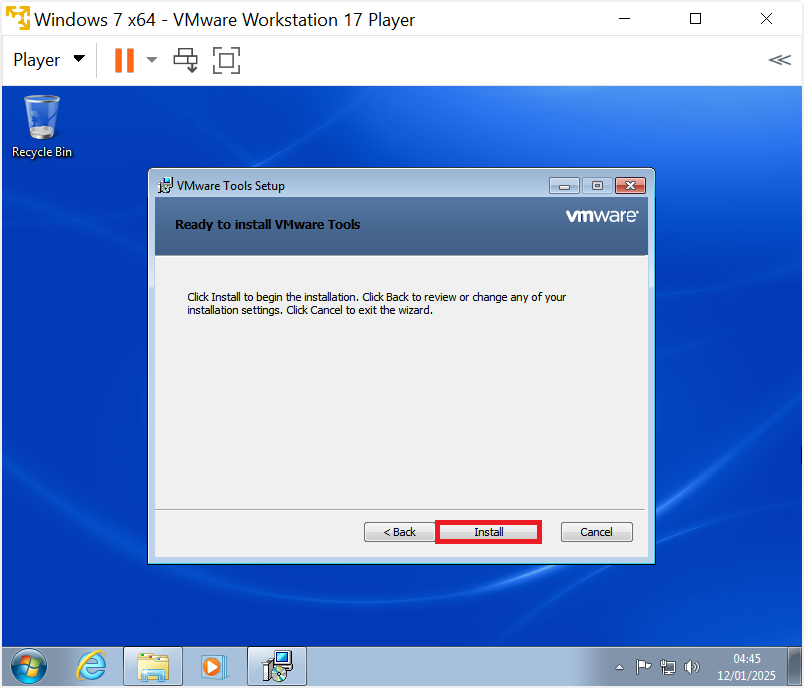 Windows 7 x64 - VMware Workstation 17 Player
Player
Recycle Bin
VMware Tools Setup
Ready to install VMware Tools
vmware®
Click Install to begin the installation. Click Back to review or change any of your
installation settings. Click Cancel to exit the wizard.
< Back
Install
Cancel
04:45
12/01/2025